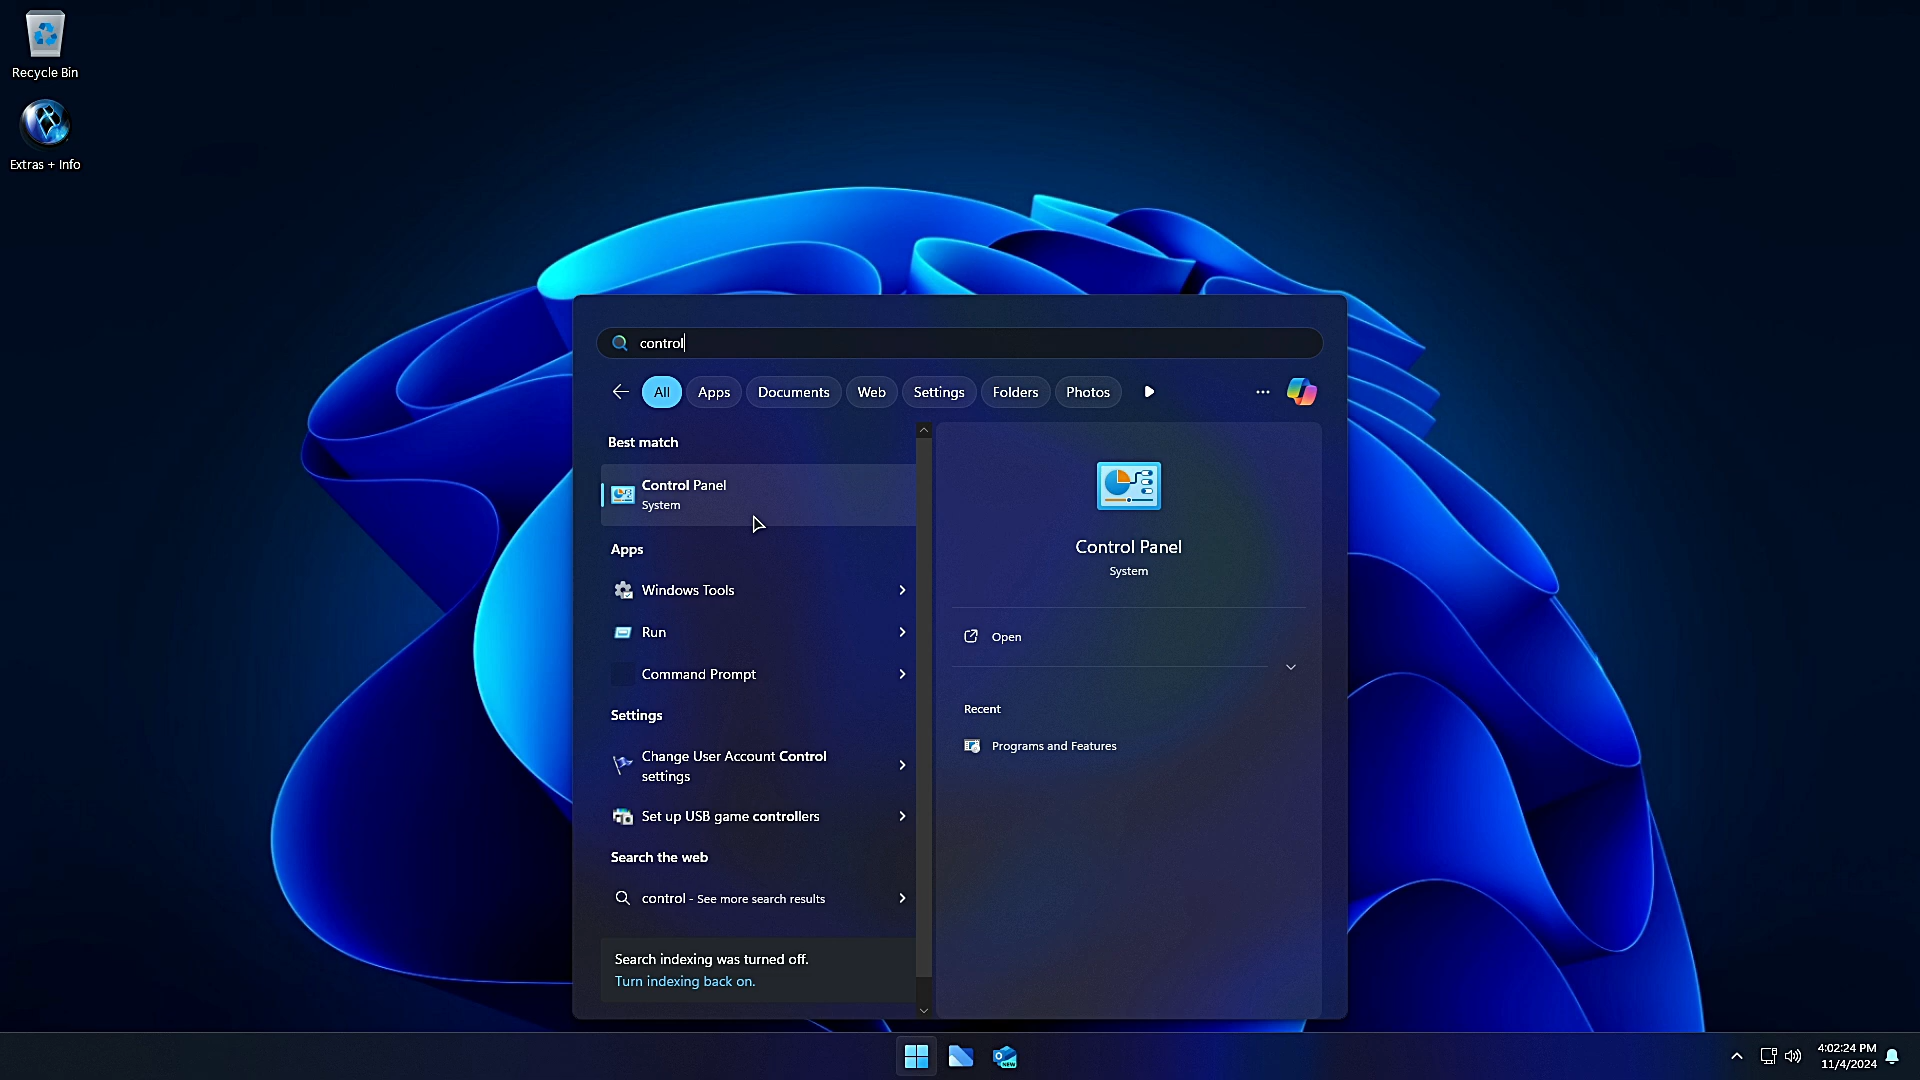 Recycle Bin
Extras + Info
control
All
Apps
Documents
Web
Settings
Folders
Photos
Best match
Control Panel
System
Apps
Windows Tools
Run
Command Prompt
Settings
Change User Account Control
settings
Set up USB game controllers
Search the web
control - See more search results
Search indexing was turned off.
Turn indexing back on.
Control Panel
System
Open
Recent
Programs and Features
NEW
4:02:24 PM
11/4/2024